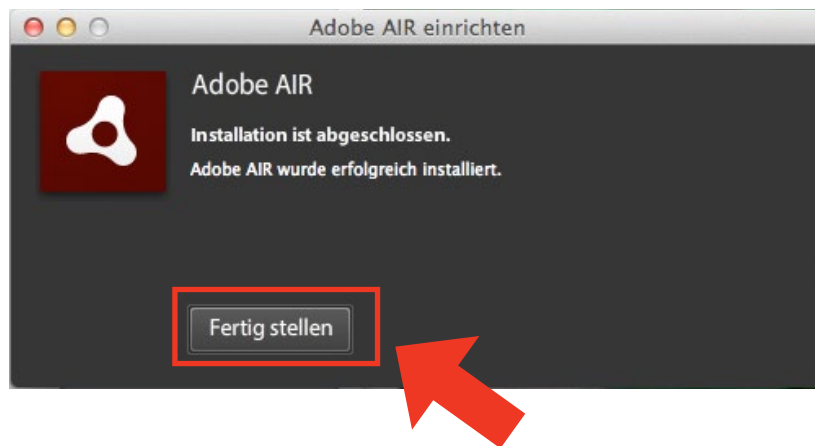 Adobe AIR einrichten
Adobe AIR
Installation ist abgeschlossen.
Adobe AIR wurde erfolgreich installiert.
Fertig stellen